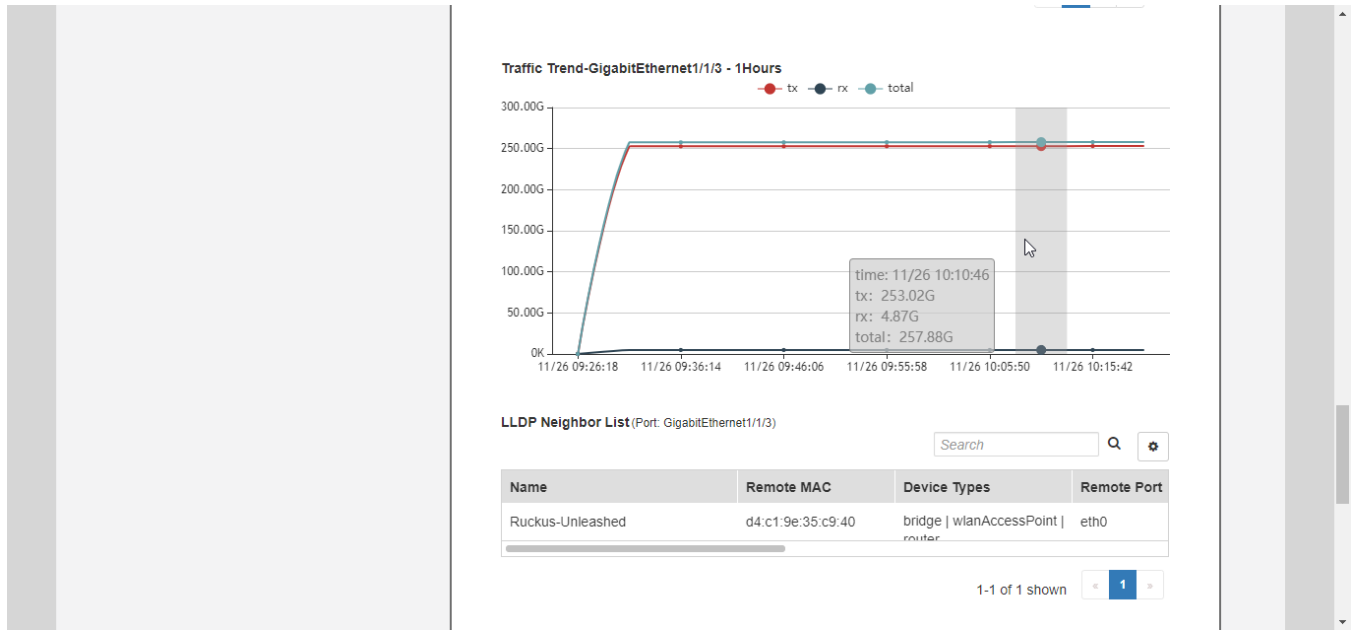 Traffic Trend-GigabitEthernet1/1/3 - 1Hours
tx rx total
300.00G
250.00G
200.00G
150.00G
100.00G
50.00G
0K
time: 11/26 10:10:46
tx: 253.02G
rx: 4.87G
total: 257.88G
11/26 09:26:18 11/26 09:36:14 11/26 09:46:06 11/26 09:55:58 11/26 10:05:50 11/26 10:15:42
LLDP Neighbor List (Port: GigabitEthernet1/1/3)
Search
Name Remote MAC Device Types Remote Port
Ruckus-Unleashed d4:c1:9e:35:c9:40 bridge | wlanAccessPoint | eth0
router
1-1 of 1 shown « 1 »